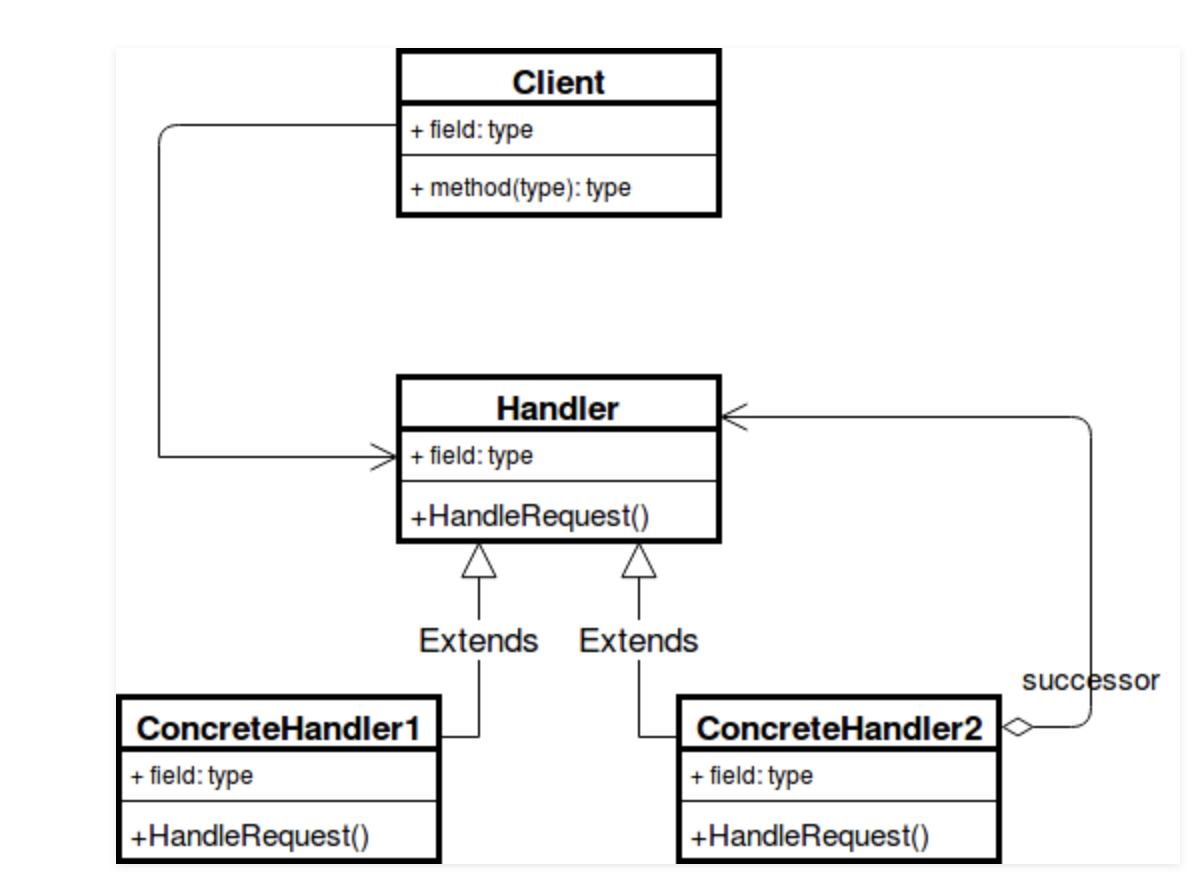 Client
+ field: type
+ method(type): type
Handler
+ field: type
+HandleRequest()
Extends
Extends
successor
ConcreteHandler1
+ field: type
+HandleRequest()
ConcreteHandler2
+ field: type
+HandleRequest()